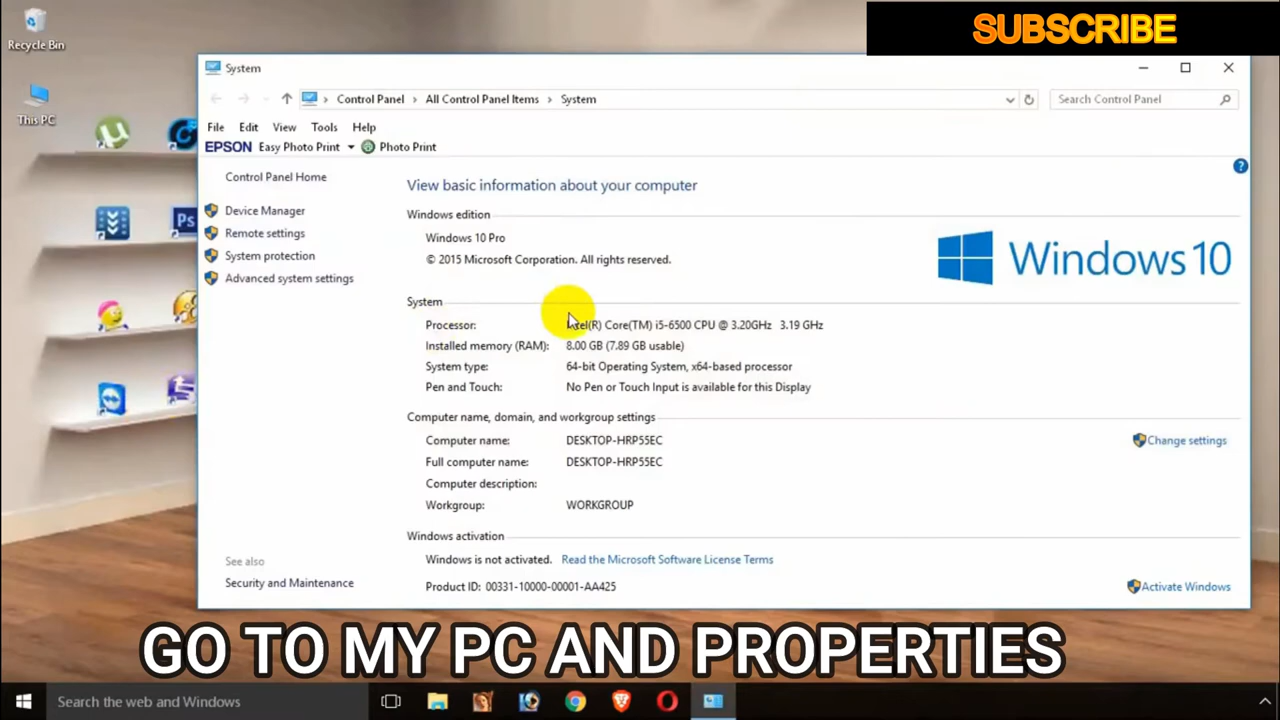 SUBSCRIBE
Recycle Bin
This PC
System
Control Panel > All Control Panel Items > System
Search Control Panel
File Edit View Tools Help
EPSON Easy Photo Print Photo Print
Control Panel Home
Device Manager
Remote settings
System protection
Advanced system settings
See also
Security and Maintenance
View basic information about your computer
Windows edition
Windows 10 Pro
© 2015 Microsoft Corporation. All rights reserved.
Windows 10
System
Processor: Intel(R) Core(TM) i5-6500 CPU @ 3.20GHz 3.19 GHz
Installed memory (RAM): 8.00 GB (7.89 GB usable)
System type: 64-bit Operating System, x64-based processor
Pen and Touch: No Pen or Touch Input is available for this Display
Computer name, domain, and workgroup settings
Computer name: DESKTOP-HRP55EC
Change settings
Full computer name: DESKTOP-HRP55EC
Computer description:
Workgroup: WORKGROUP
Windows activation
Windows is not activated. Read the Microsoft Software License Terms
Product ID: 00331-10000-00001-AA425
Activate Windows
Ps
GO TO MY PC AND PROPERTIES
Search the web and Windows